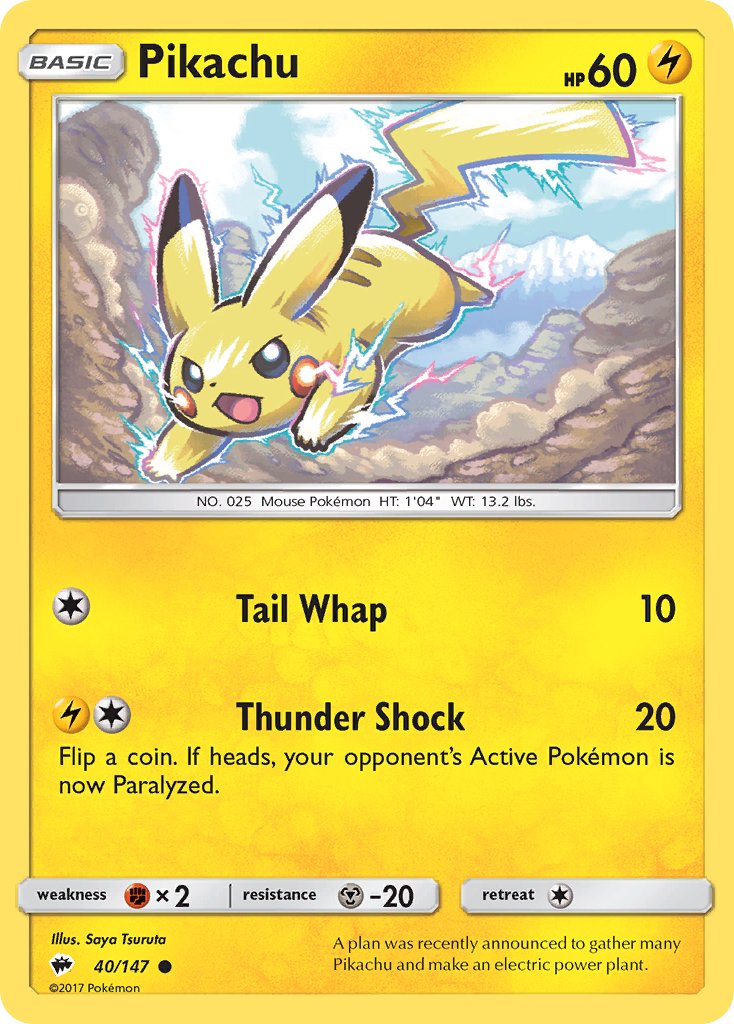 BASIC Pikachu HP60
NO. 025 Mouse Pokémon HT: 1'04" WT: 13.2 lbs.
Tail Whap 10
Thunder Shock 20
Flip a coin. If heads, your opponent's Active Pokémon is
now Paralyzed.
weakness ×2 resistance -20 retreat
Illus. Saya Tsuruta
40/147
©2017 Pokémon
A plan was recently announced to gather many
Pikachu and make an electric power plant.